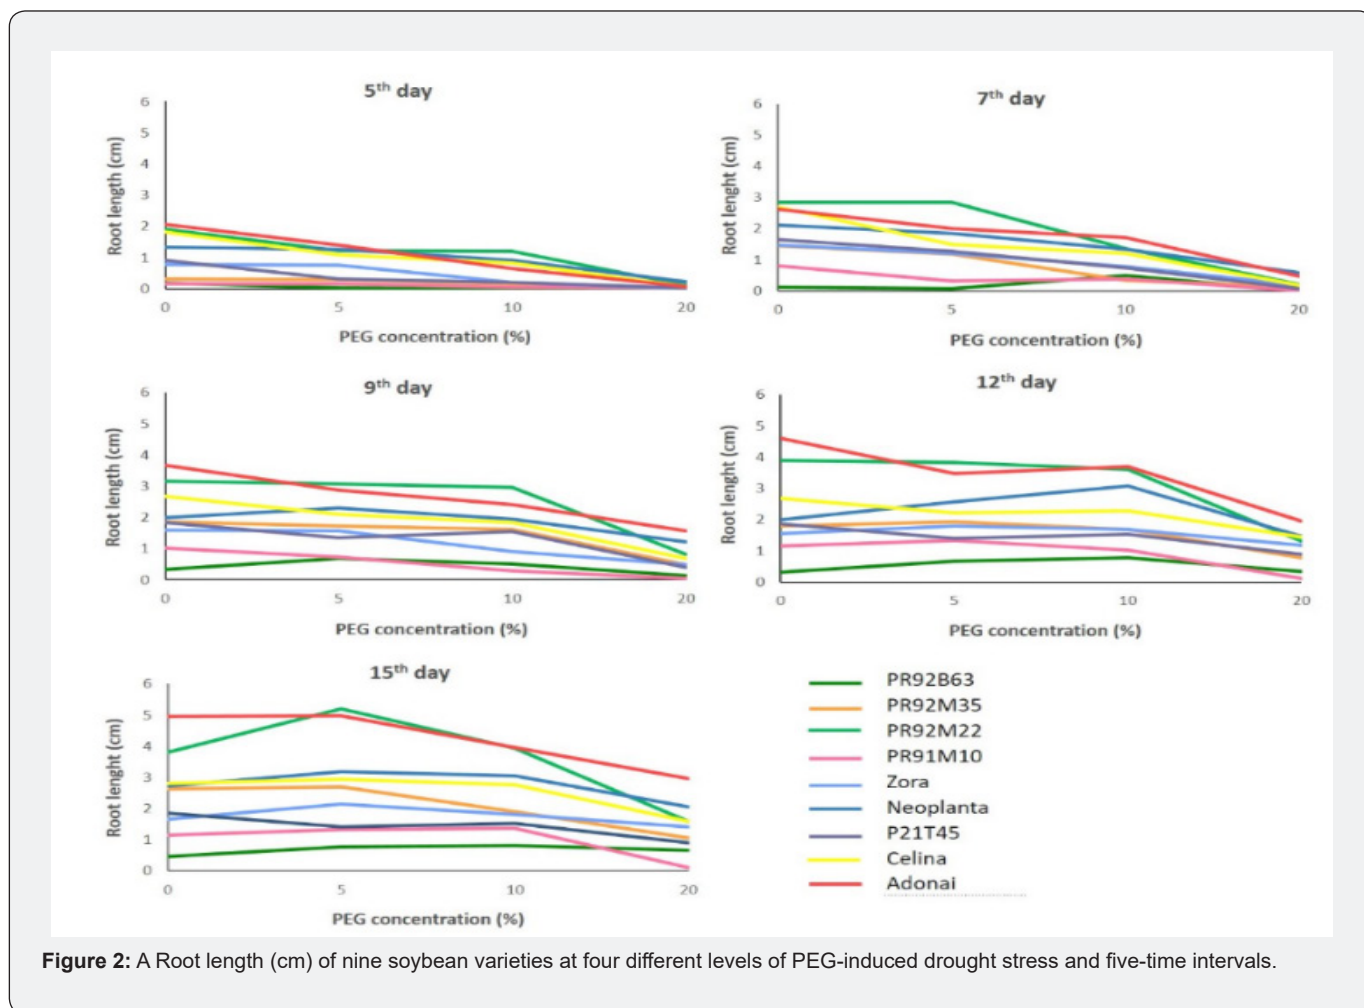 5th day
6
5
4
3
2
1
0
Root length (cm)
0 5 10 20
PEG concentration (%)
7th day
6
5
4
3
2
1
0
Root lenght (cm)
0 5 10 20
PEG concentration (%)
9th day
6
5
4
3
2
1
0
Root length (cm)
0 5 10 20
PEG concentration (%)
12th day
6
5
4
3
2
1
0
Root lenght (cm)
0 5 10 20
PEG concentration (%)
15th day
6
5
4
3
2
1
0
Root lenght (cm)
0 5 10 20
PEG concentration (%)
PR92B63
PR92M35
PR92M22
PR91M10
Zora
Neoplanta
P21T45
Celina
Adonai
Figure 2: A Root length (cm) of nine soybean varieties at four different levels of PEG-induced drought stress and five-time intervals.